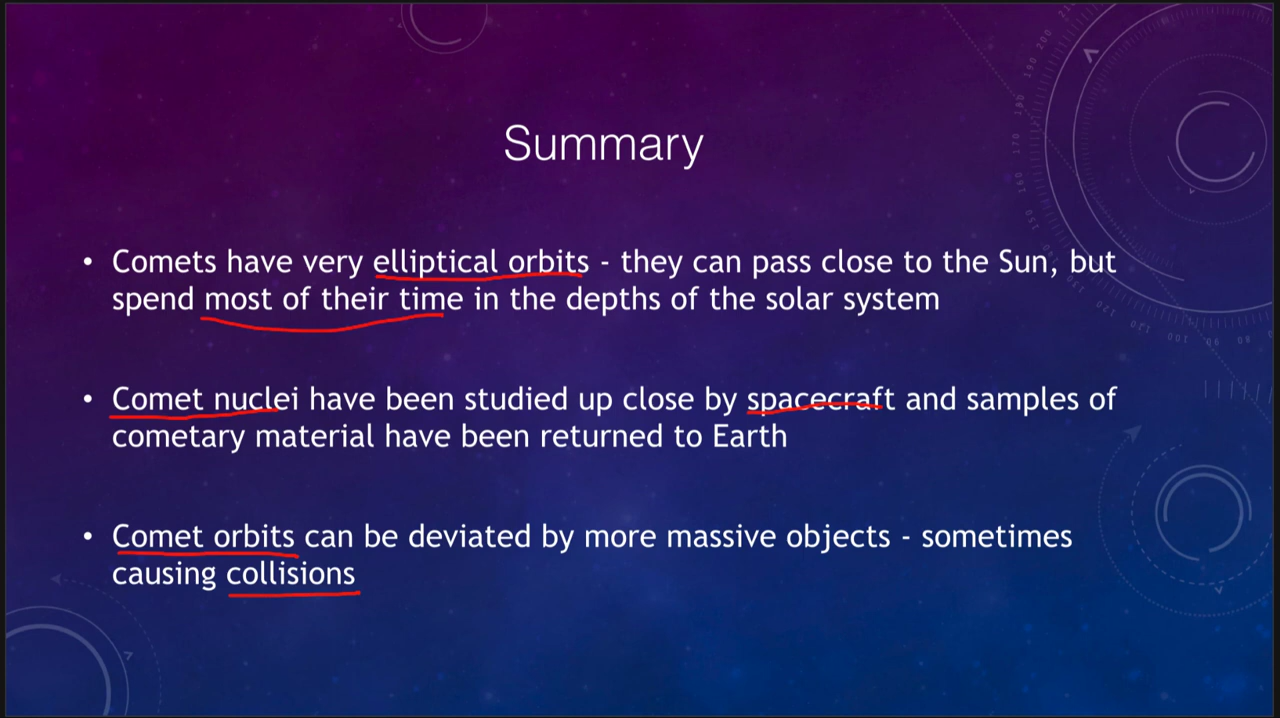 Summary
• Comets have very elliptical orbits - they can pass close to the Sun, but
spend most of their time in the depths of the solar system
• Comet nuclei have been studied up close by spacecraft and samples of
cometary material have been returned to Earth
• Comet orbits can be deviated by more massive objects - sometimes
causing collisions